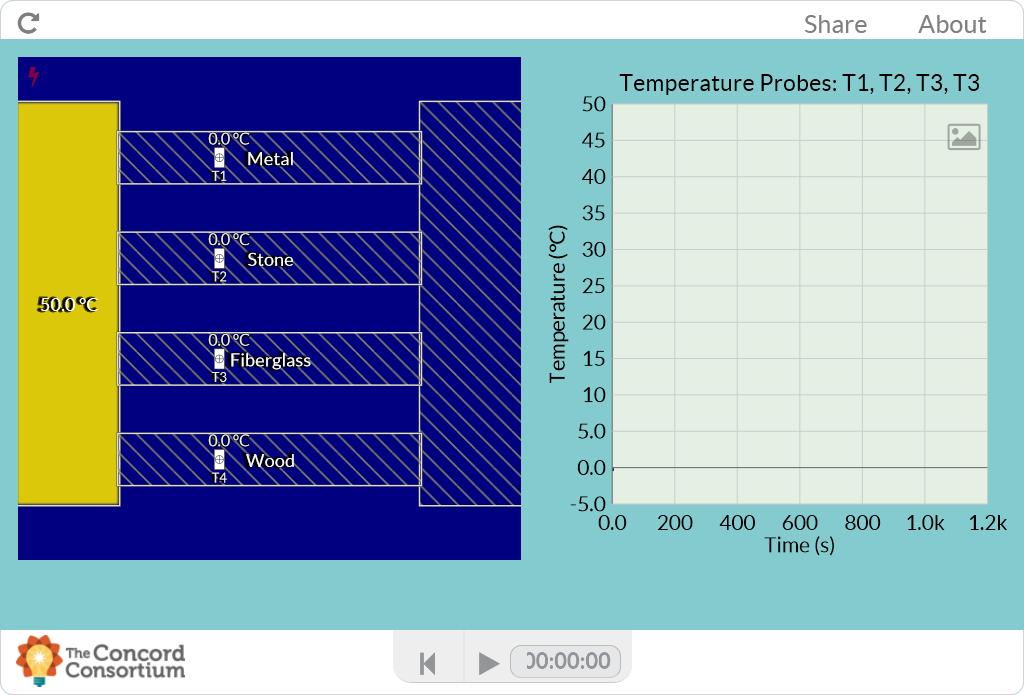 Share About
Temperature Probes: T1, T2, T3, T3
0.0 °C
Metal
T1
0.0 °C
Stone
T2
50.0 °C
0.0 °C
Fiberglass
T3
0.0 °C
Wood
T4
Temperature (°C)
50
45
40
35
30
25
20
15
10
5.0
0.0
-5.0
0.0 200 400 600 800 1.0k 1.2k
Time (s)
The Concord
Consortium
00:00:00